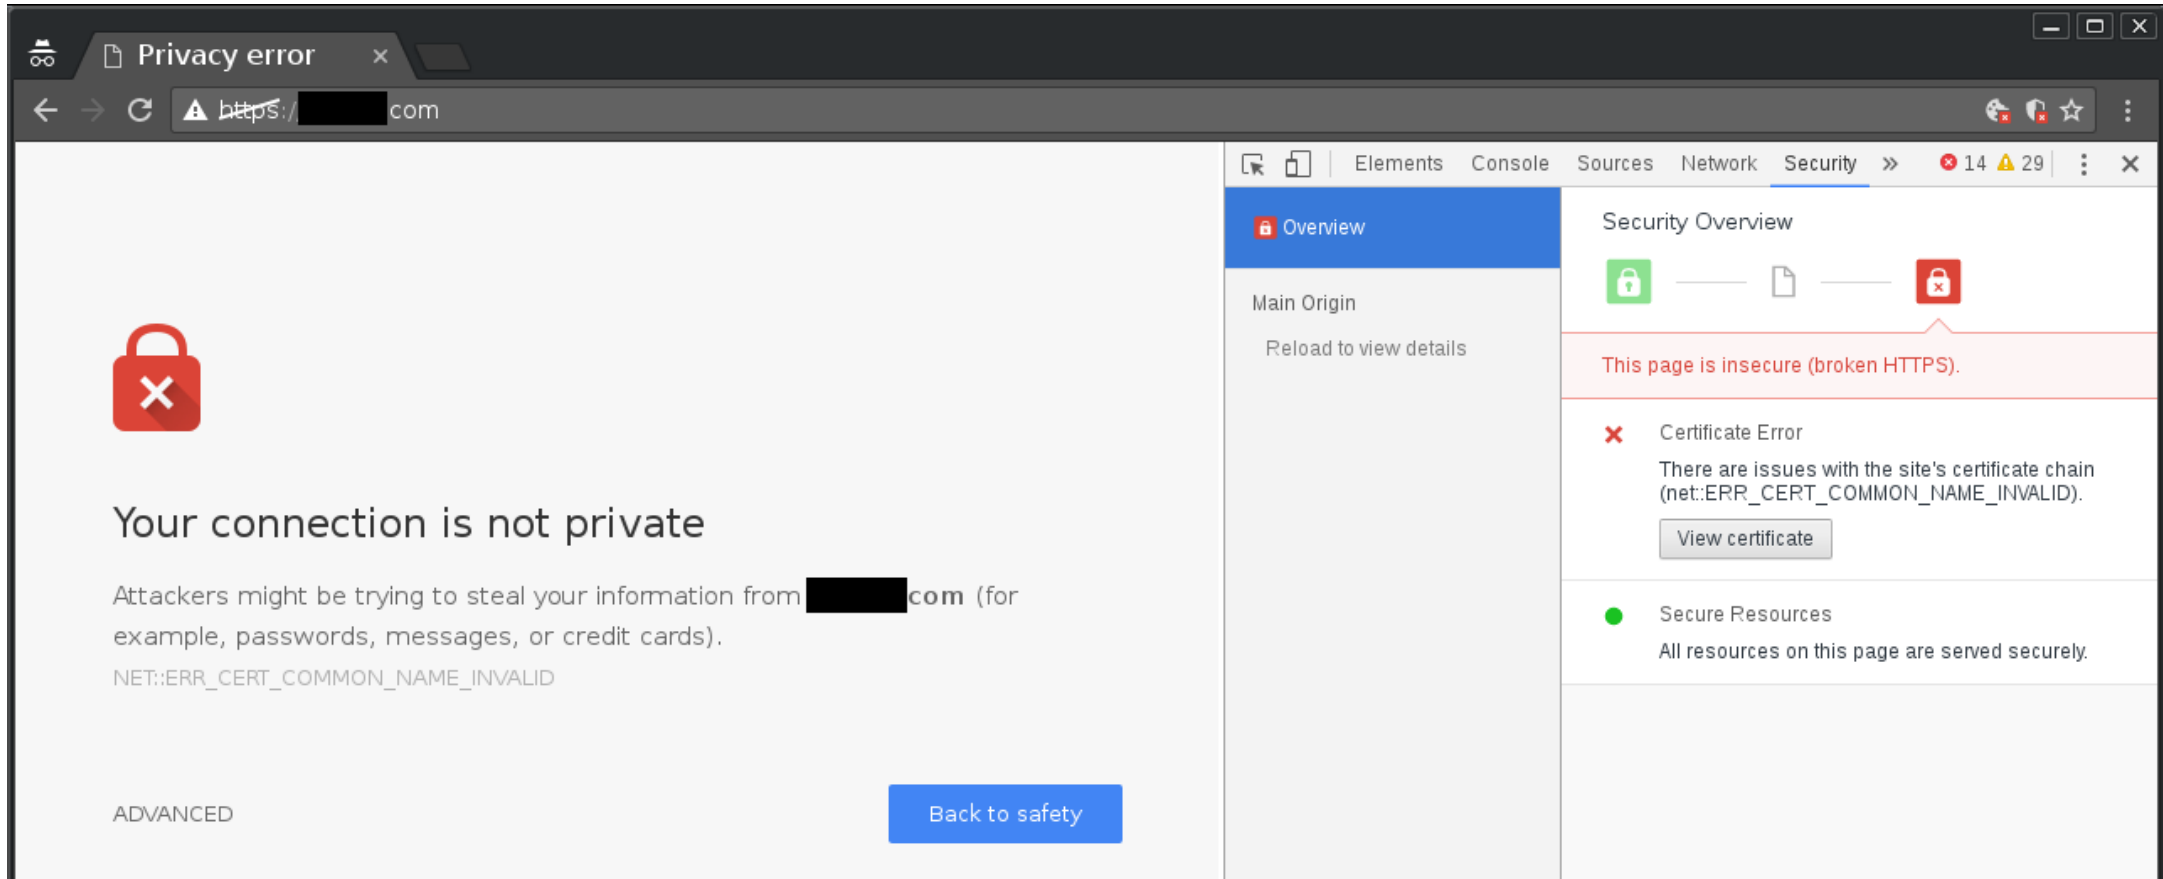 Privacy error
https:/ com
Your connection is not private
Attackers might be trying to steal your information from com (for
example, passwords, messages, or credit cards).
NET::ERR_CERT_COMMON_NAME_INVALID
ADVANCED
Back to safety
Elements Console Sources Network Security » 14 29
Overview
Main Origin
Reload to view details
Security Overview
This page is insecure (broken HTTPS).
Certificate Error
There are issues with the site's certificate chain
(net::ERR_CERT_COMMON_NAME_INVALID).
View certificate
Secure Resources
All resources on this page are served securely.